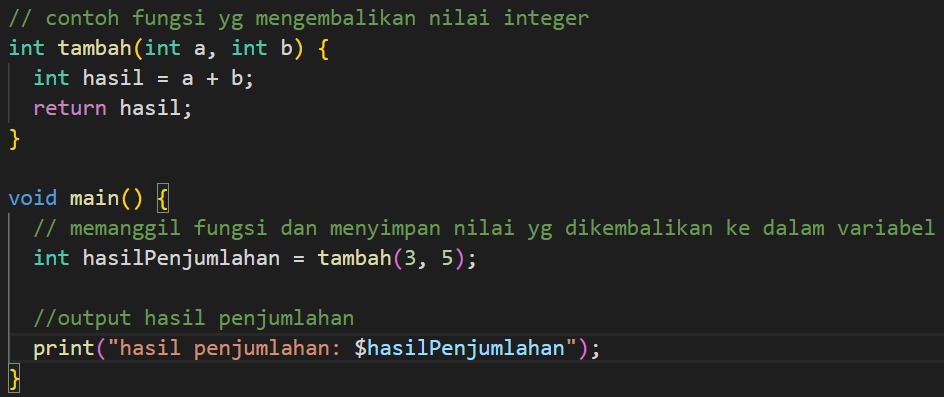 // contoh fungsi yg mengembalikan nilai integer
int tambah(int a, int b) {
  int hasil = a + b;
  return hasil;
}

void main() {
  // memanggil fungsi dan menyimpan nilai yg dikembalikan ke dalam variabel
  int hasilPenjumlahan = tambah(3, 5);

  //output hasil penjumlahan
  print("hasil penjumlahan: $hasilPenjumlahan");
}